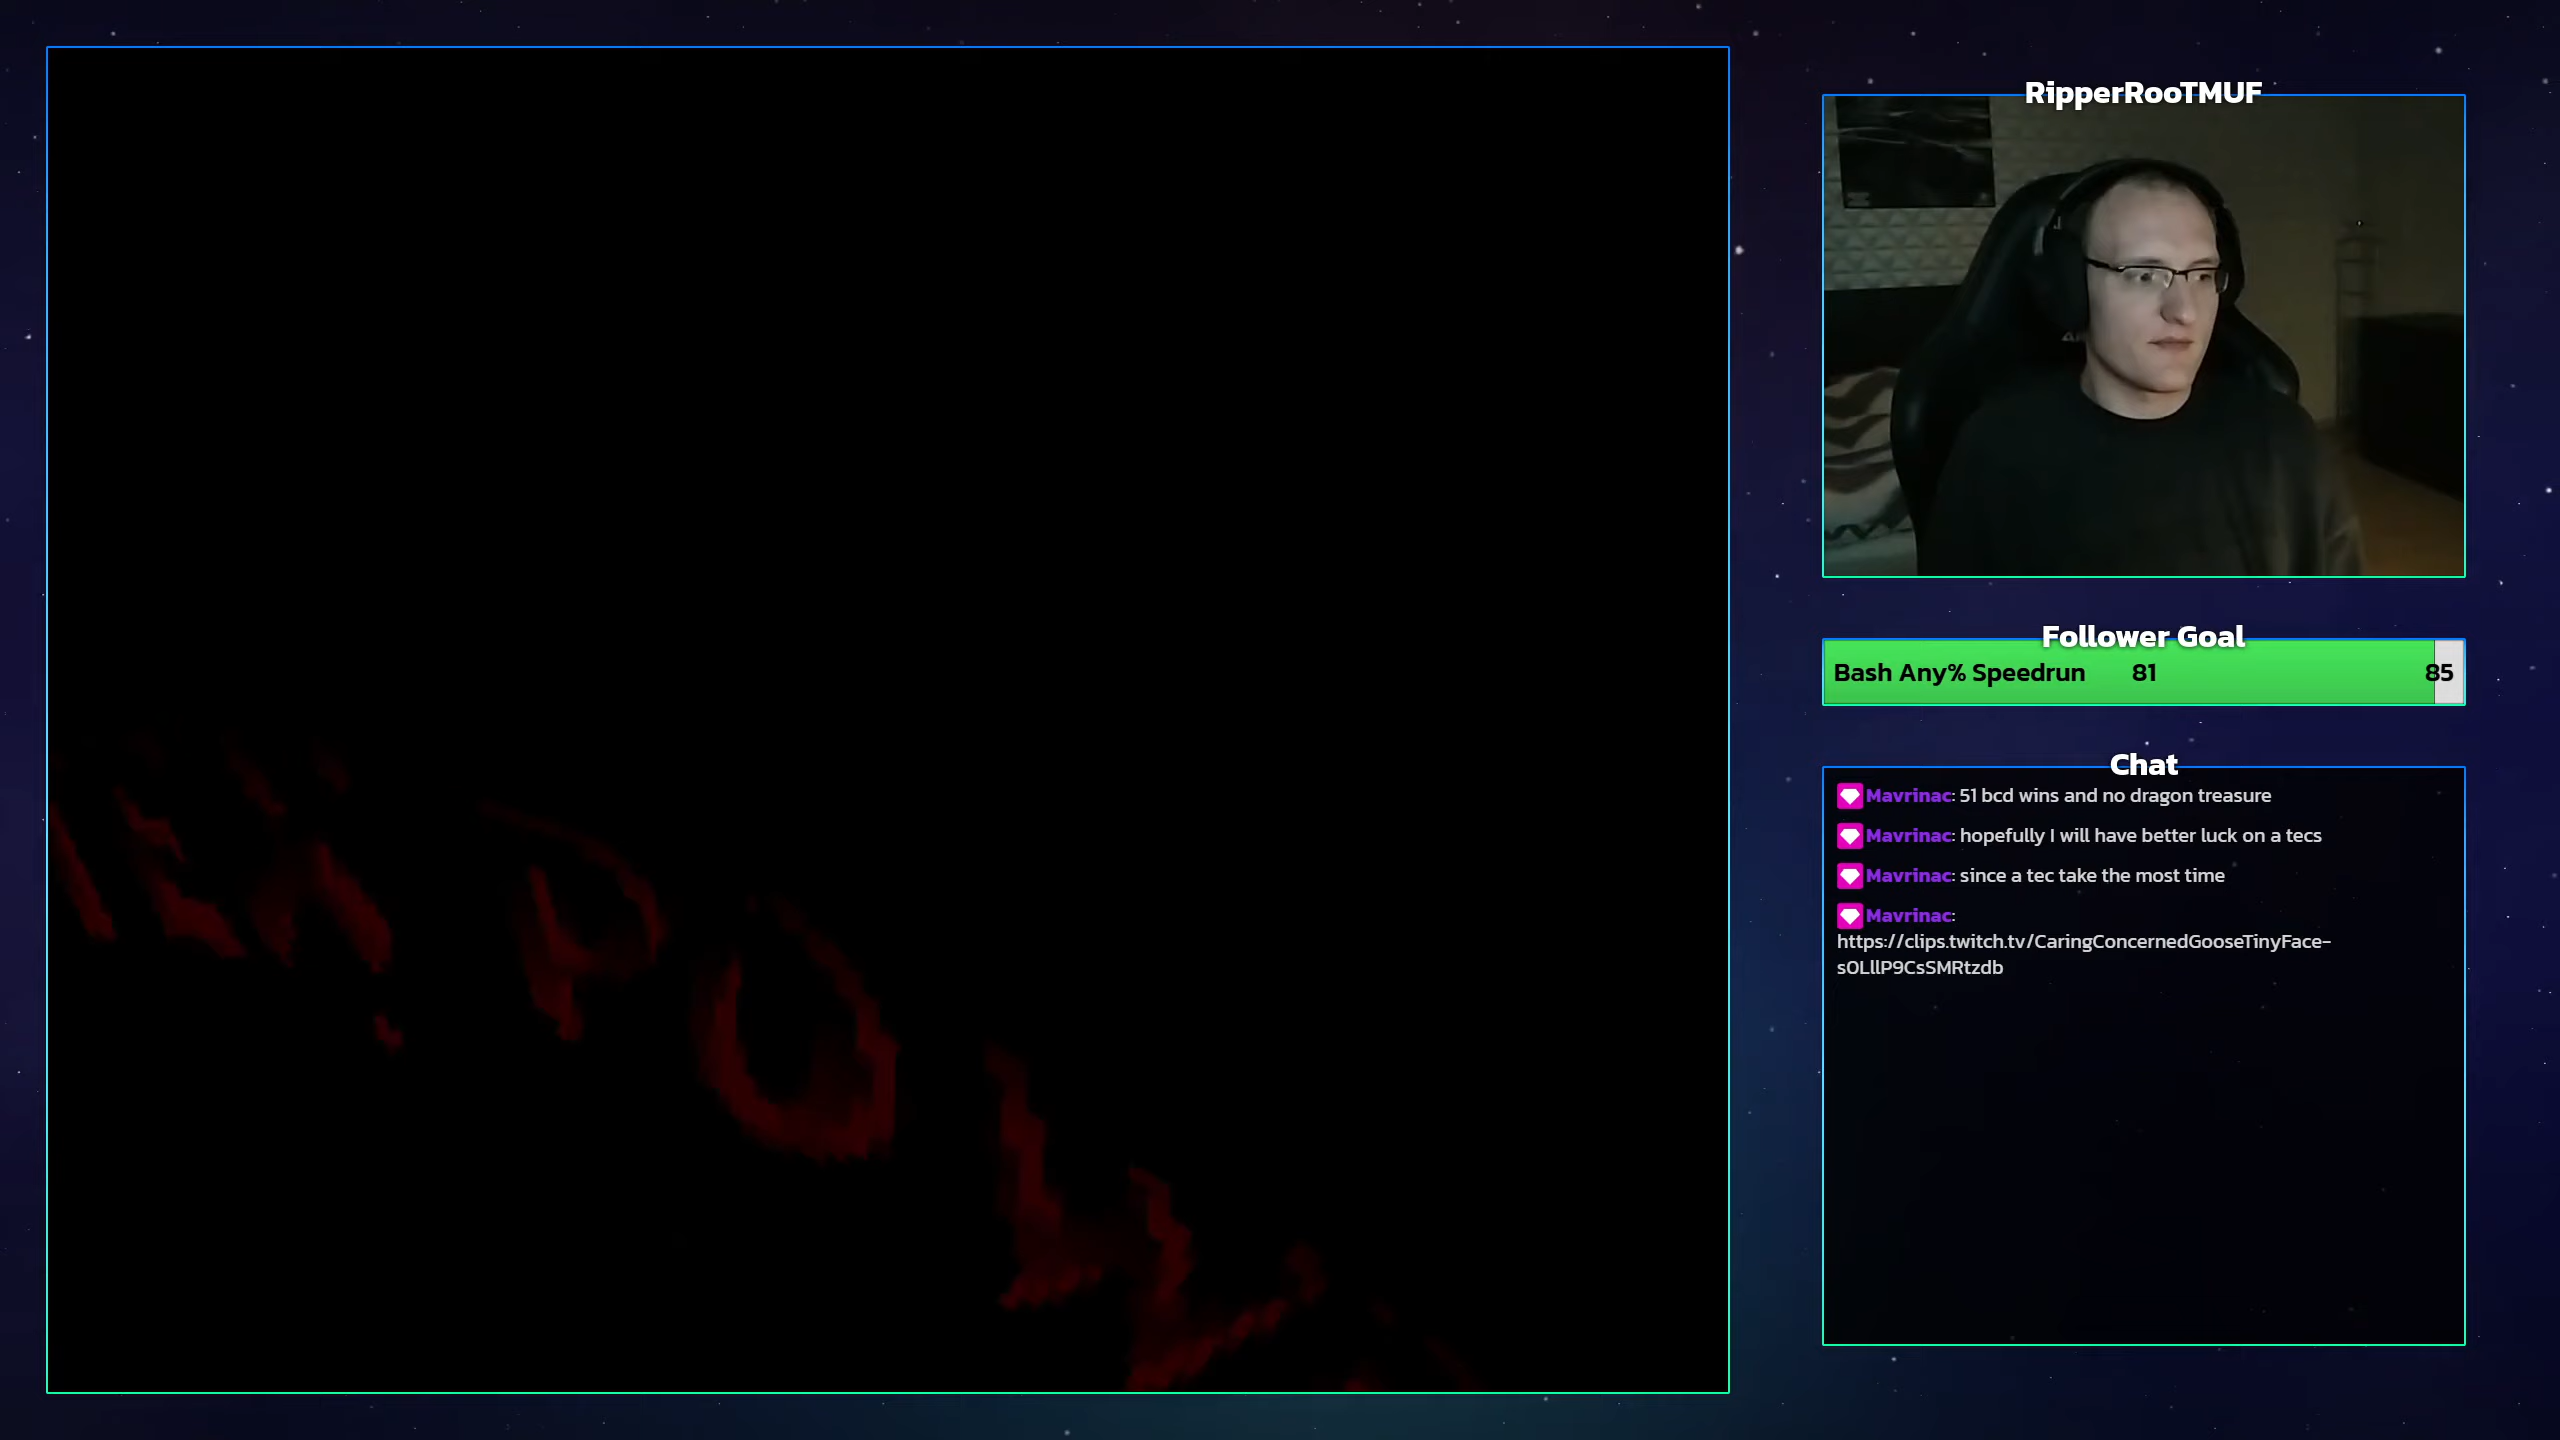 RipperRooTMUF
Follower Goal
Bash Any% Speedrun 81 85
Chat
Mavrinac: 51 bcd wins and no dragon treasure
Mavrinac: hopefully I will have better luck on a tecs
Mavrinac: since a tec take the most time
Mavrinac:
https://clips.twitch.tv/CaringConcernedGooseTinyFace-
sOLllP9CsSMRtzdb